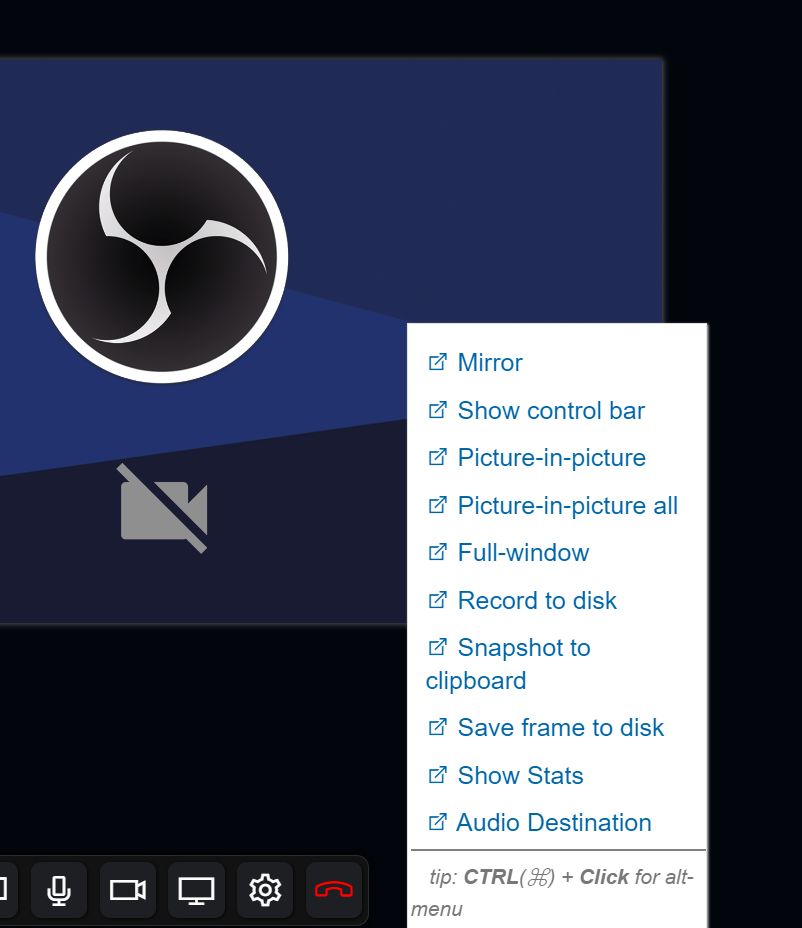 Mirror
Show control bar
Picture-in-picture
Picture-in-picture all
Full-window
Record to disk
Snapshot to
clipboard
Save frame to disk
Show Stats
Audio Destination
tip: CTRL(⌘) + Click for alt-
menu